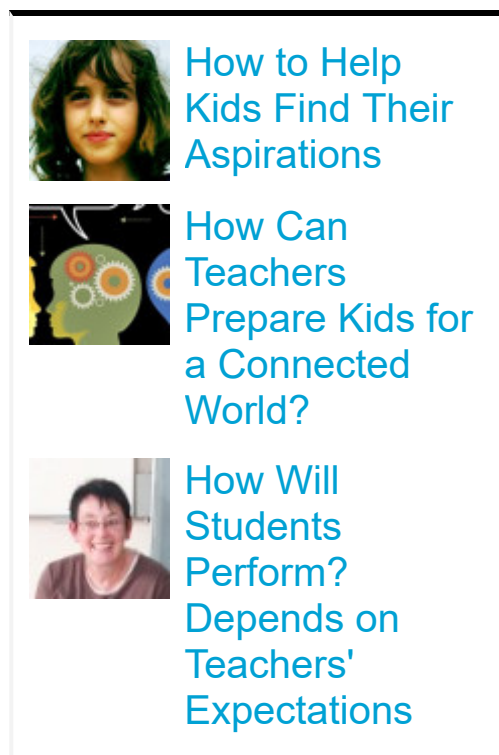 How to Help
Kids Find Their
Aspirations
How Can
Teachers
Prepare Kids for
a Connected
World?
How Will
Students
Perform?
Depends on
Teachers'
Expectations